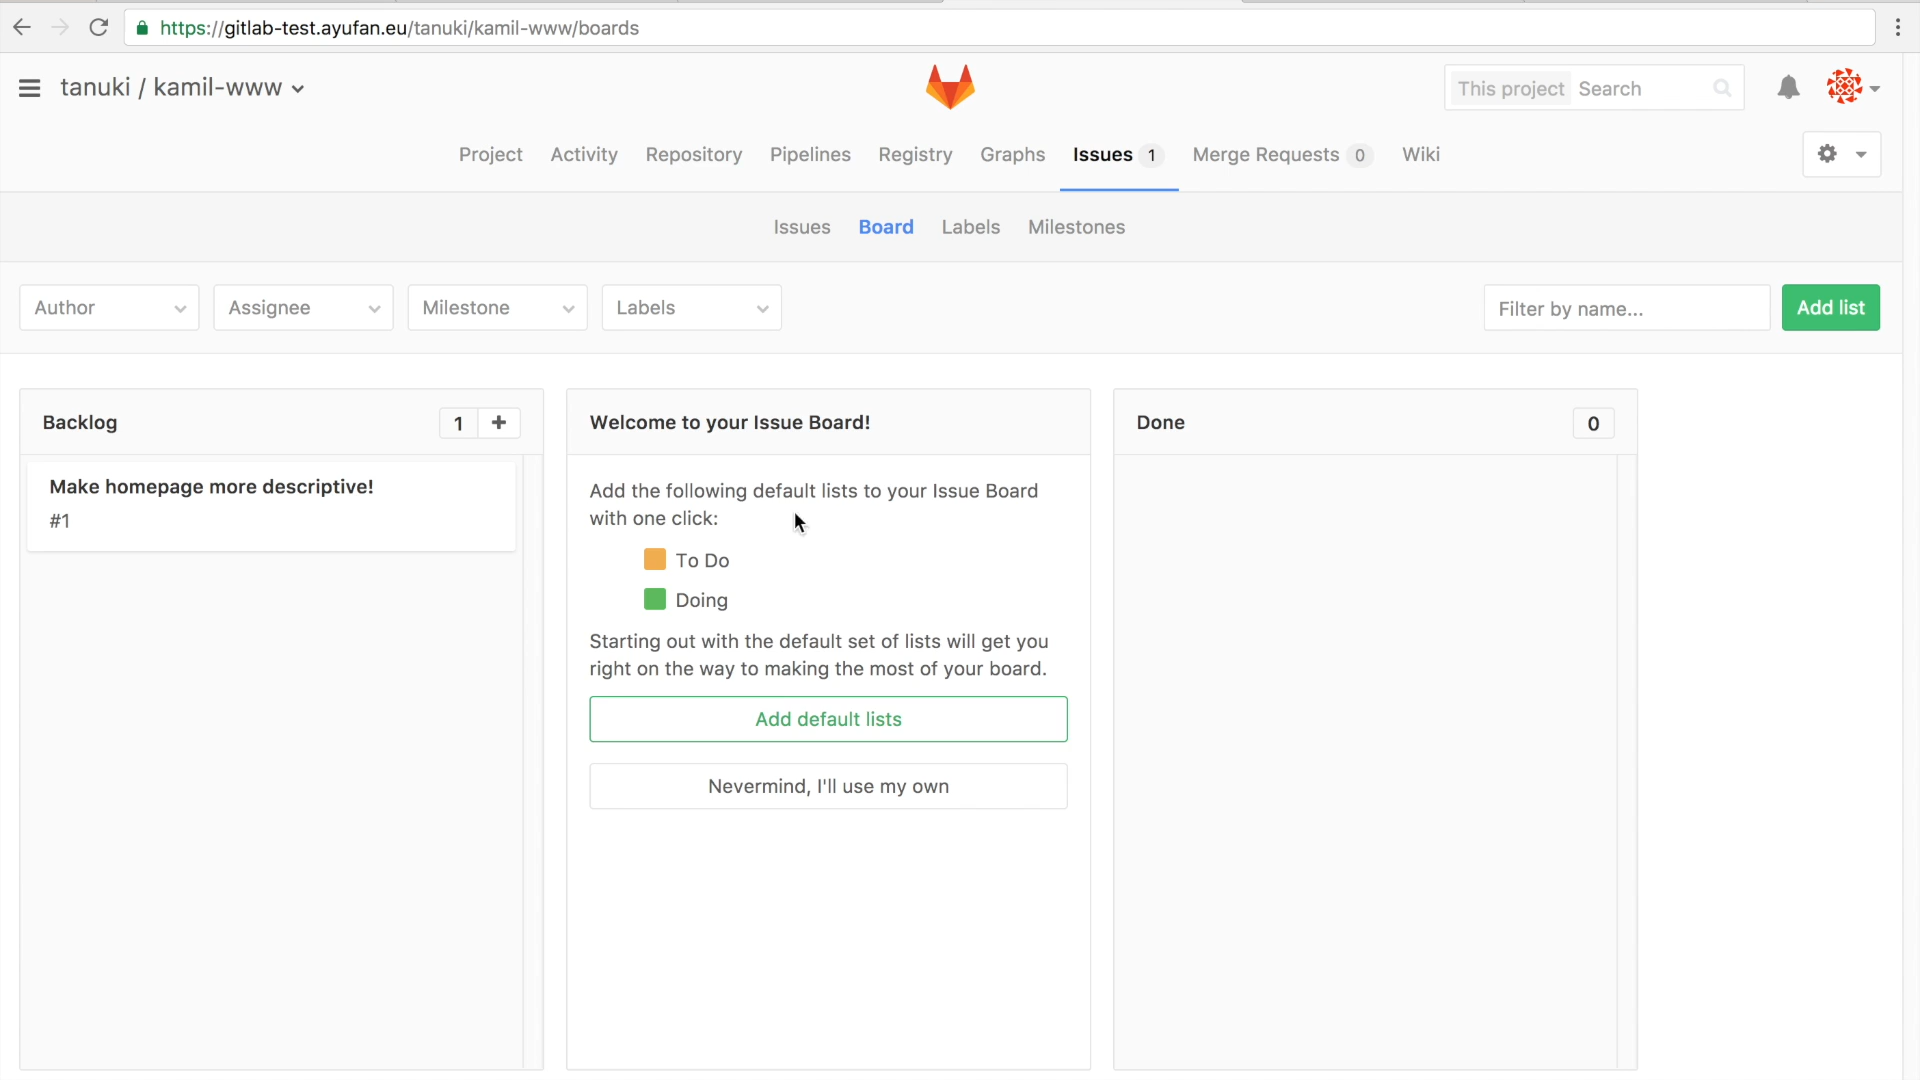 https://gitlab-test.ayufan.eu/tanuki/kamil-www/boards
tanuki / kamil-www
This project Search
Project Activity Repository Pipelines Registry Graphs Issues 1 Merge Requests 0 Wiki
Issues Board Labels Milestones
Author Assignee Milestone Labels Filter by name... Add list
Backlog 1 +
Make homepage more descriptive!
#1
Welcome to your Issue Board!
Add the following default lists to your Issue Board
with one click:
To Do
Doing
Starting out with the default set of lists will get you
right on the way to making the most of your board.
Add default lists
Nevermind, I'll use my own
Done 0